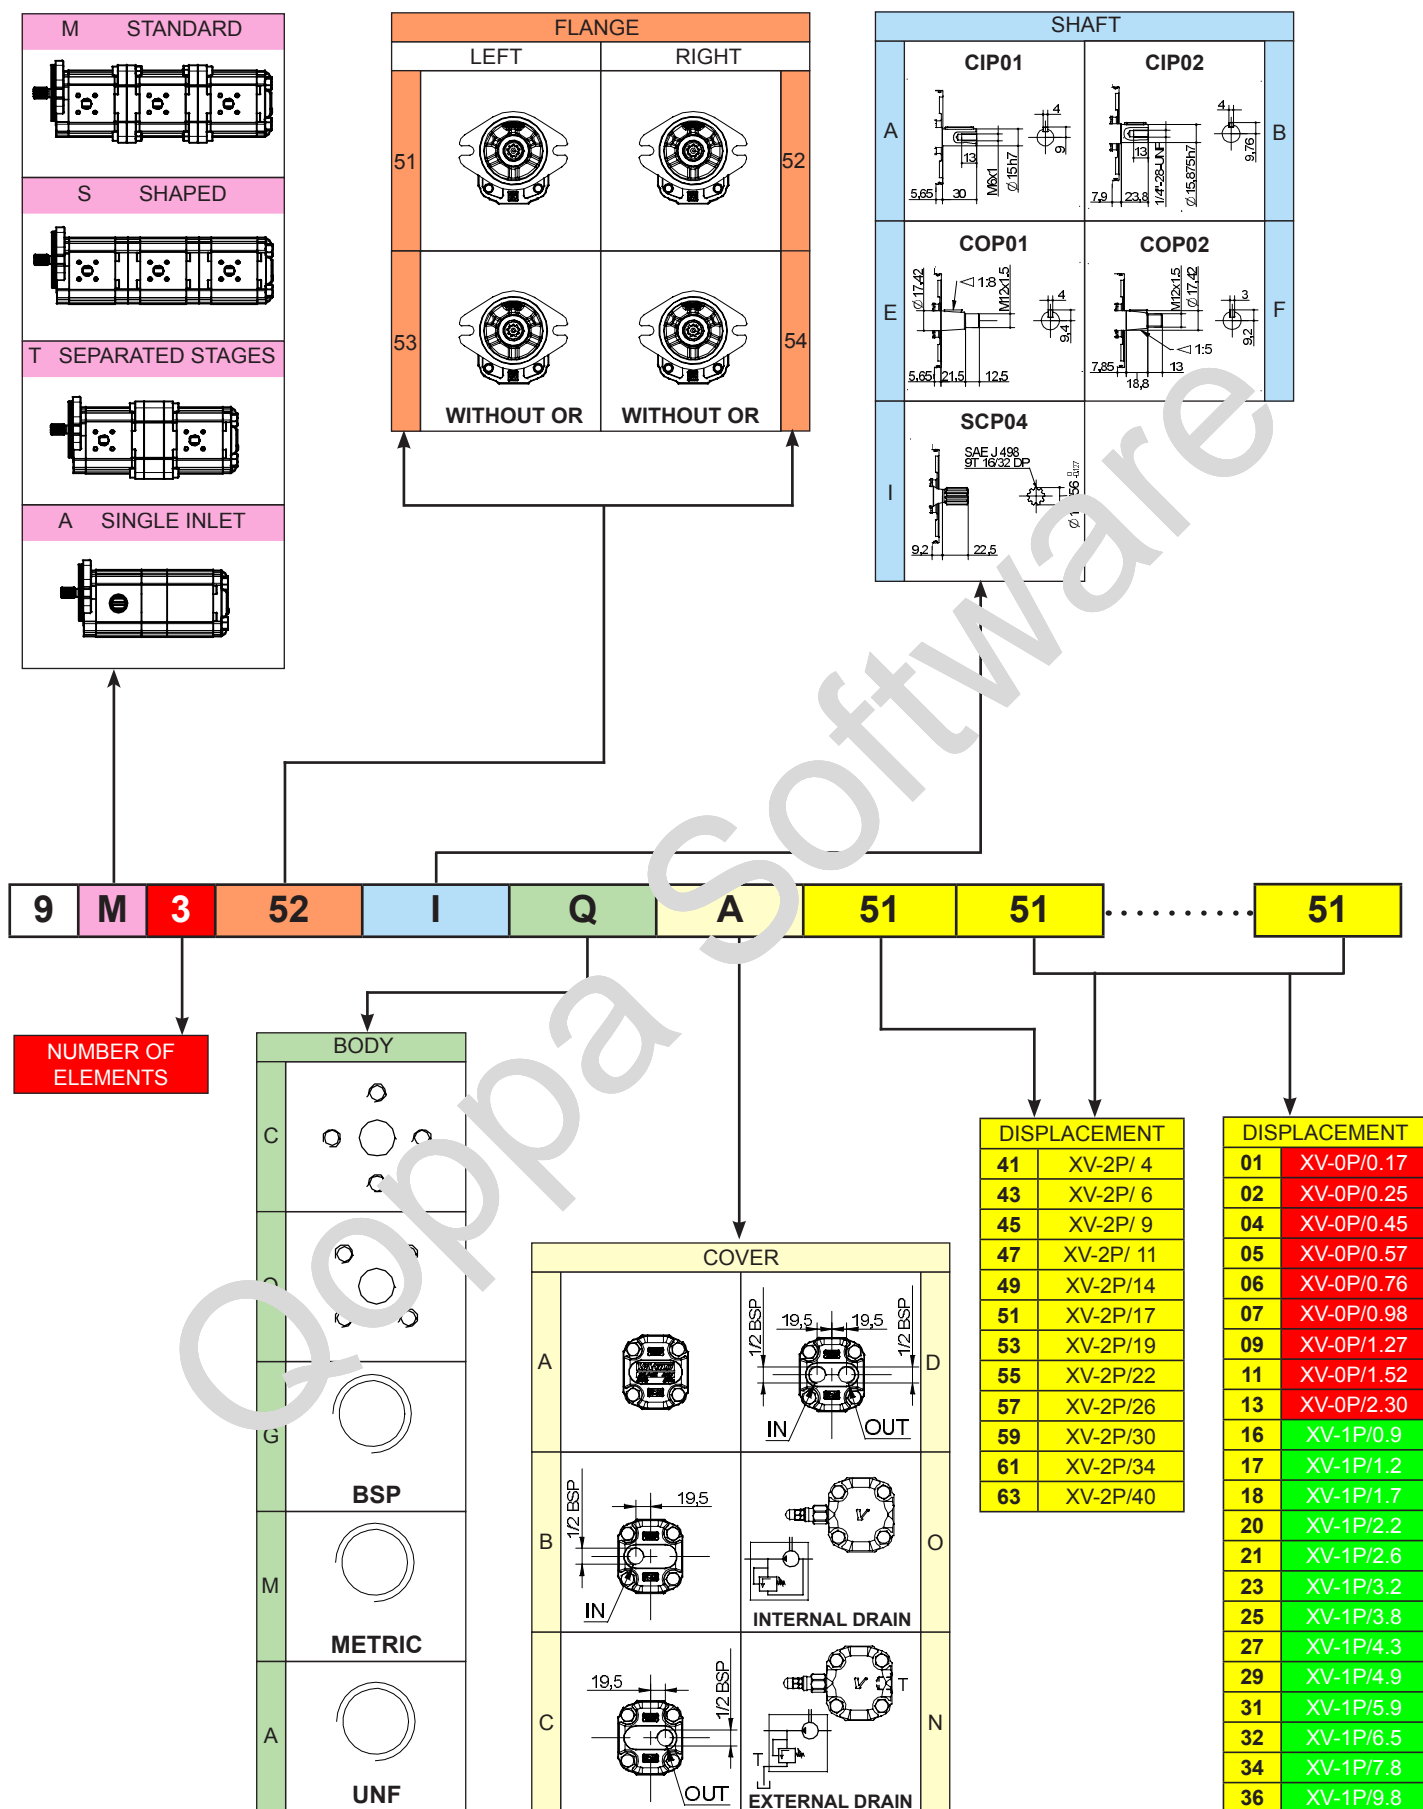 M STANDARD
S SHAPED
T SEPARATED STAGES
A SINGLE INLET
FLANGE
LEFT RIGHT
51 52
53 54
WITHOUT OR WITHOUT OR
SHAFT
CIP01 CIP02
A B
13
5,65 30
M6x1
Ø15h7
4
9
13
7,9 23,8
1/4"-28-UNF
Ø15,875h7
4
9,76
COP01 COP02
E F
Ø17,42
1:8
M12x1.5
4
9,4
5,65 21,5 12,5
M12x1.5
Ø17,42
3
9,2
1:5
7,85 18,8 13
SCP04
I
SAE J 498
9T 16/32 DP
9,2 22,5
9 M 3 52 I Q A 51 51 .......... 51
NUMBER OF
ELEMENTS
BODY
C
G
BSP
M
METRIC
A
UNF
COVER
A D
1/2 BSP
19,5 19,5
1/2 BSP
IN OUT
B O
1/2 BSP
19,5
IN
INTERNAL DRAIN
C N
19,5
1/2 BSP
OUT
T
T
EXTERNAL DRAIN
DISPLACEMENT
41 XV-2P/ 4
43 XV-2P/ 6
45 XV-2P/ 9
47 XV-2P/ 11
49 XV-2P/14
51 XV-2P/17
53 XV-2P/19
55 XV-2P/22
57 XV-2P/26
59 XV-2P/30
61 XV-2P/34
63 XV-2P/40
DISPLACEMENT
01 XV-0P/0.17
02 XV-0P/0.25
04 XV-0P/0.45
05 XV-0P/0.57
06 XV-0P/0.76
07 XV-0P/0.98
09 XV-0P/1.27
11 XV-0P/1.52
13 XV-0P/2.30
16 XV-1P/0.9
17 XV-1P/1.2
18 XV-1P/1.7
20 XV-1P/2.2
21 XV-1P/2.6
23 XV-1P/3.2
25 XV-1P/3.8
27 XV-1P/4.3
29 XV-1P/4.9
31 XV-1P/5.9
32 XV-1P/6.5
34 XV-1P/7.8
36 XV-1P/9.8
Qoppa Software